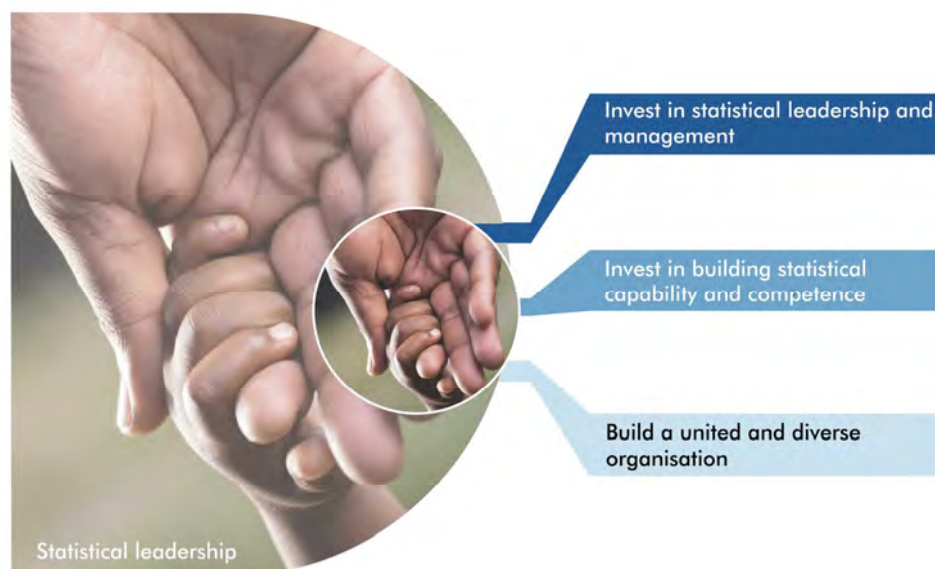 Invest in statistical leadership and
management
Invest in building statistical
capability and competence
Build a united and diverse
organisation
Statistical leadership